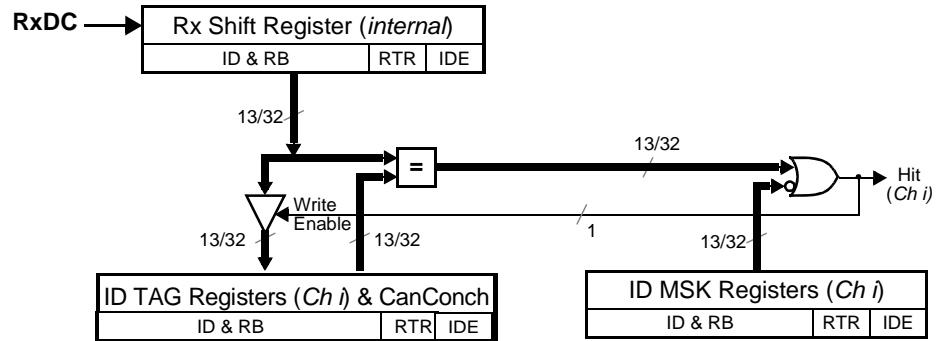 RxDC
Rx Shift Register (internal)
ID & RB RTR IDE
13/32
13/32
=
Hit
(Ch i)
Write
Enable
1
13/32
13/32
13/32
ID TAG Registers (Ch i) & CanConch
ID & RB RTR IDE
ID MSK Registers (Ch i)
ID & RB RTR IDE